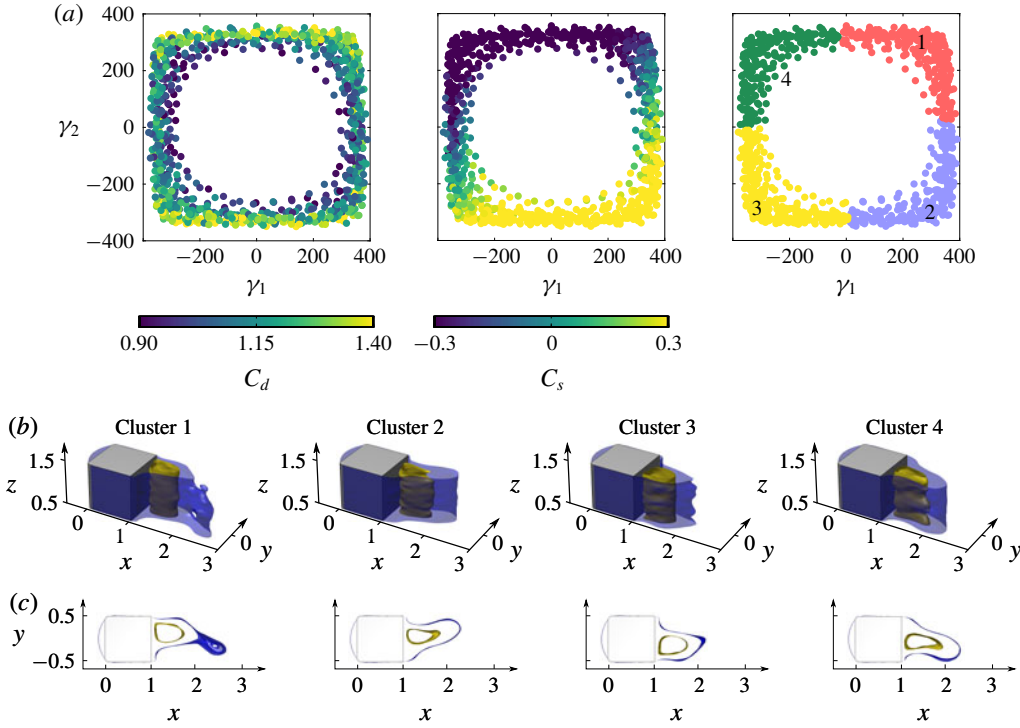 (a)
400
200
0
−200
−400
γ2
−200 0 200 400
γ1
−200 0 200 400
γ1
1
4
3
2
−200 0 200 400
γ1
0.90 1.15 1.40
Cd
−0.3 0 0.3
Cs
(b)
Cluster 1
Cluster 2
Cluster 3
Cluster 4
z 1.5 0.5 0 1 2 3 x 0 y
z 1.5 0.5 0 1 2 3 x 0 y
z 1.5 0.5 0 1 2 3 x 0 y
z 1.5 0.5 0 1 2 3 x 0 y
(c)
0.5
y
−0.5
0 1 2 3
x
0 1 2 3
x
0 1 2 3
x
0 1 2 3
x